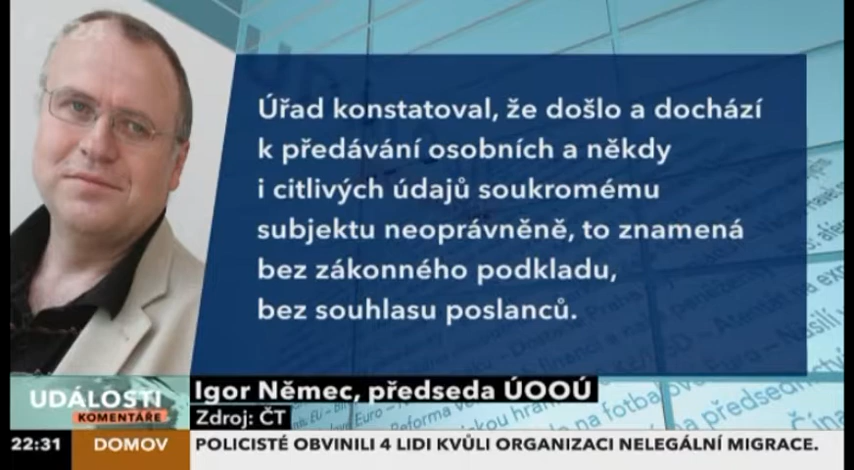 24
Úřad konstatoval, že došlo a dochází
k předávání osobních a někdy
i citlivých údajů soukromému
subjektu neoprávněně, to znamená
bez zákonného podkladu,
bez souhlasu poslanců.
UDÁLOSTI
KOMENTÁŘE
Igor Němec, předseda ÚOOÚ
Zdroj: ČT
22:31 DOMOV POLICISTÉ OBVINILI 4 LIDI KVŮLI ORGANIZACI NELEGÁLNÍ MIGRACE.